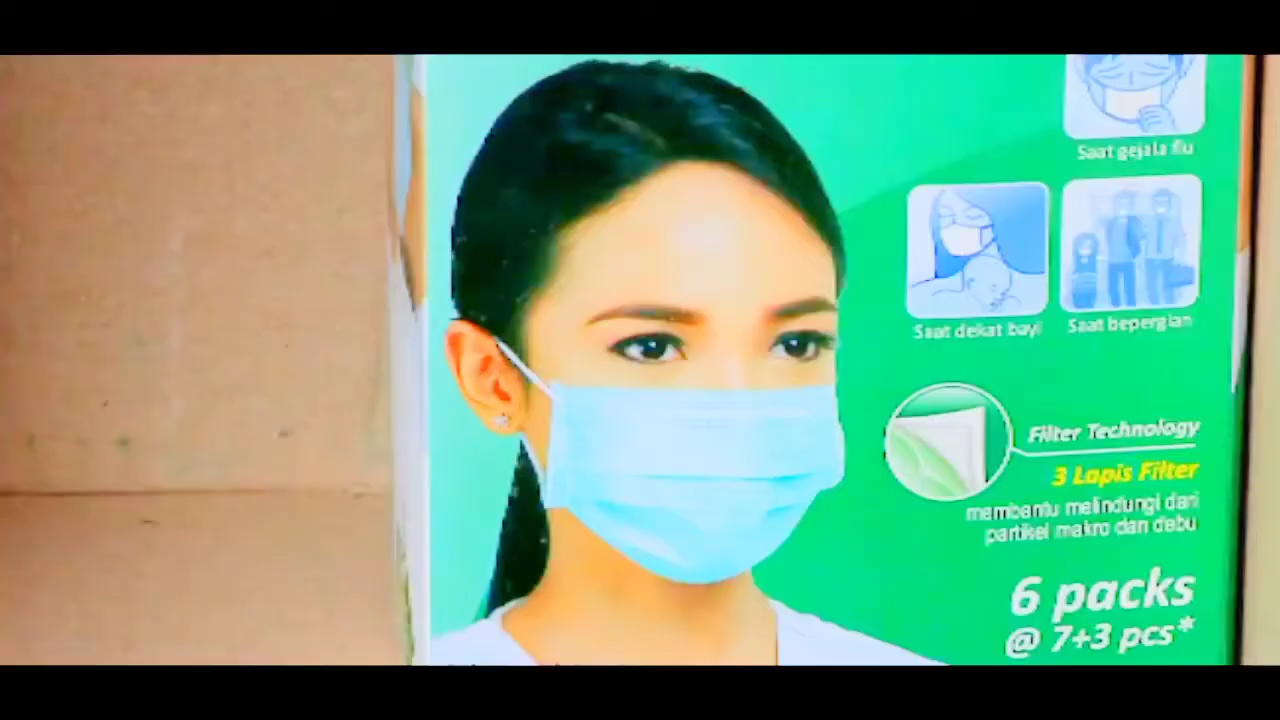 Saat gejala flu
Saat dekat bayi
Saat bepergian
Filter Technology
3 Lapis Filter
membantu melindungi dari
partikel makro dan debu
6 packs
@ 7+3 pcs*